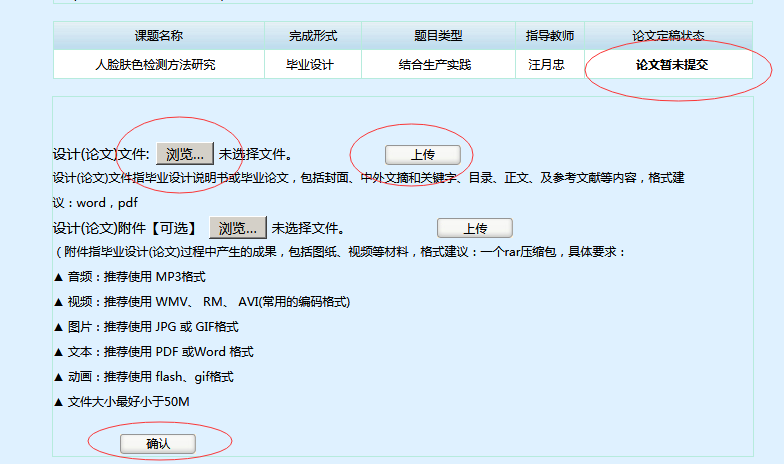 课题名称 完成形式 题目类型 指导教师 论文定稿状态
人脸肤色检测方法研究 毕业设计 结合生产实践 汪月忠 论文暂未提交
设计(论文)文件: 浏览... 未选择文件。 上传
设计(论文)文件指毕业设计说明书或毕业论文，包括封面、中外文摘和关键字、目录、正文、及参考文献等内容，格式建
议：word，pdf
设计(论文)附件【可选】 浏览... 未选择文件。 上传
（附件指毕业设计(论文)过程中产生的成果，包括图纸、视频等材料，格式建议：一个rar压缩包，具体要求：
▲ 音频：推荐使用 MP3格式
▲ 视频：推荐使用 WMV、 RM、 AVI(常用的编码格式)
▲ 图片：推荐使用 JPG 或 GIF格式
▲ 文本：推荐使用 PDF 或Word 格式
▲ 动画：推荐使用 flash、gif格式
▲ 文件大小最好小于50M
确认